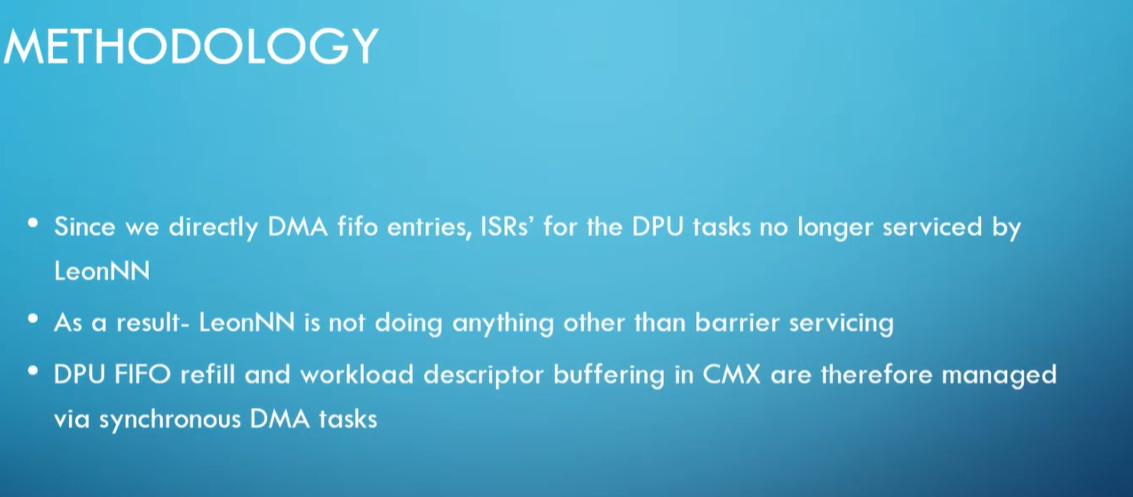 METHODOLOGY
• Since we directly DMA fifo entries, ISRs’ for the DPU tasks no longer serviced by
LeonNN
• As a result- LeonNN is not doing anything other than barrier servicing
• DPU FIFO refill and workload descriptor buffering in CMX are therefore managed
via synchronous DMA tasks